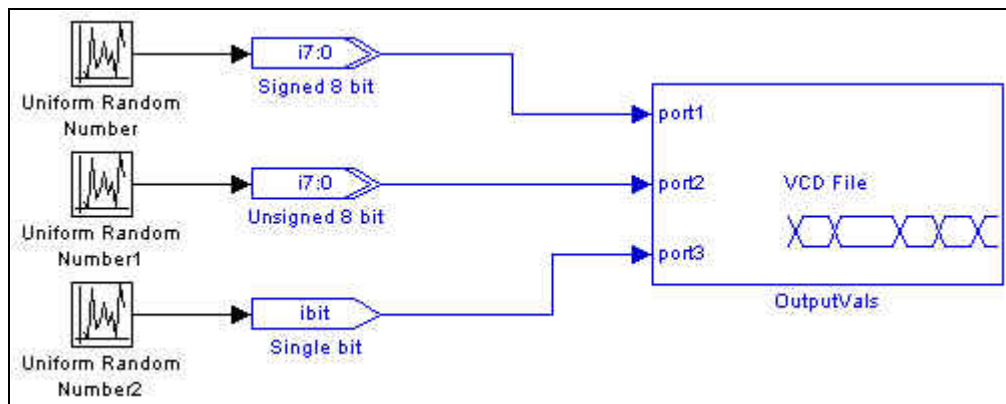 i7:0
Signed 8 bit
Uniform Random
Number
port1
i7:0
Unsigned 8 bit
Uniform Random
Number1
port2
VCD File
ibit
Single bit
Uniform Random
Number2
port3
OutputVals